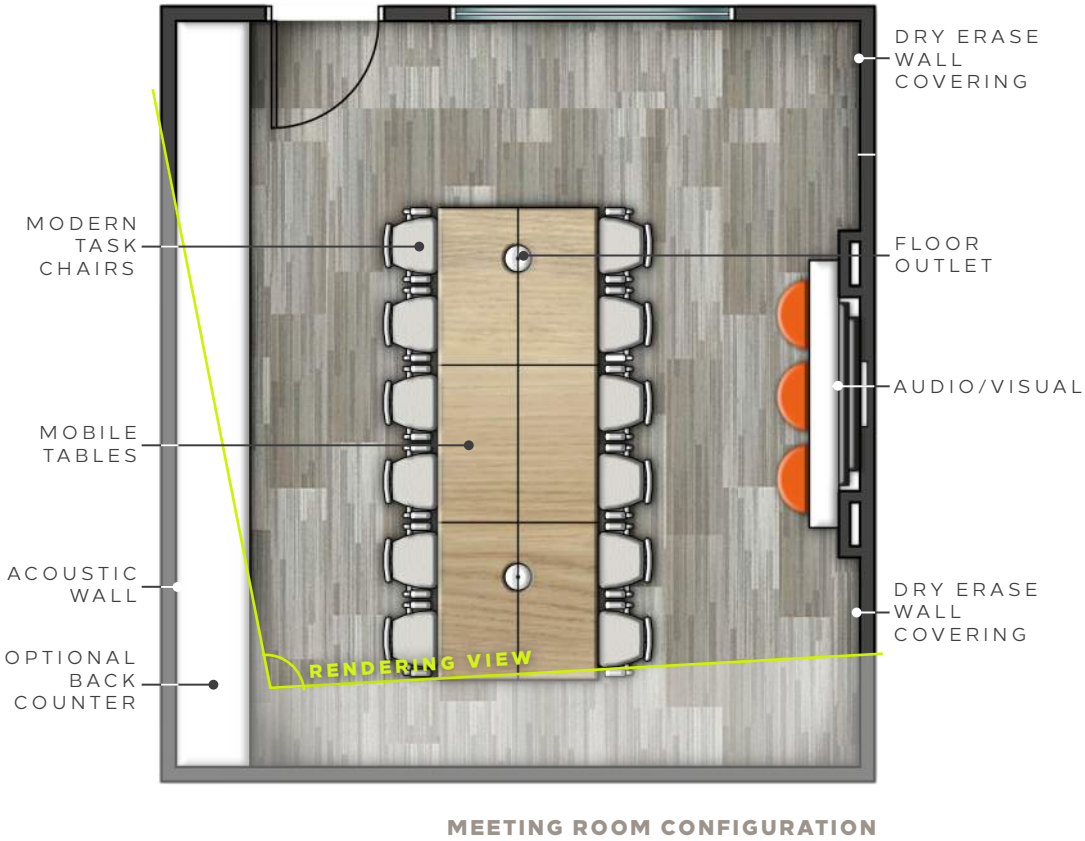 DRY ERASE
WALL
COVERING
MODERN
TASK
CHAIRS
FLOOR
OUTLET
AUDIO/VISUAL
MOBILE
TABLES
ACOUSTIC
WALL
DRY ERASE
WALL
COVERING
OPTIONAL
BACK
COUNTER
RENDERING VIEW
MEETING ROOM CONFIGURATION